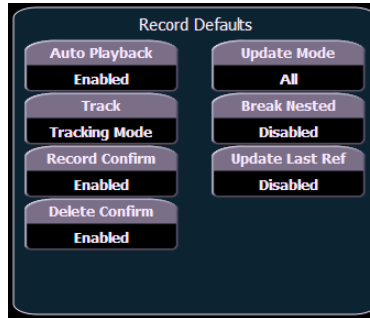 Record Defaults
Auto Playback
Enabled
Update Mode
All
Track
Tracking Mode
Break Nested
Disabled
Record Confirm
Enabled
Update Last Ref
Disabled
Delete Confirm
Enabled